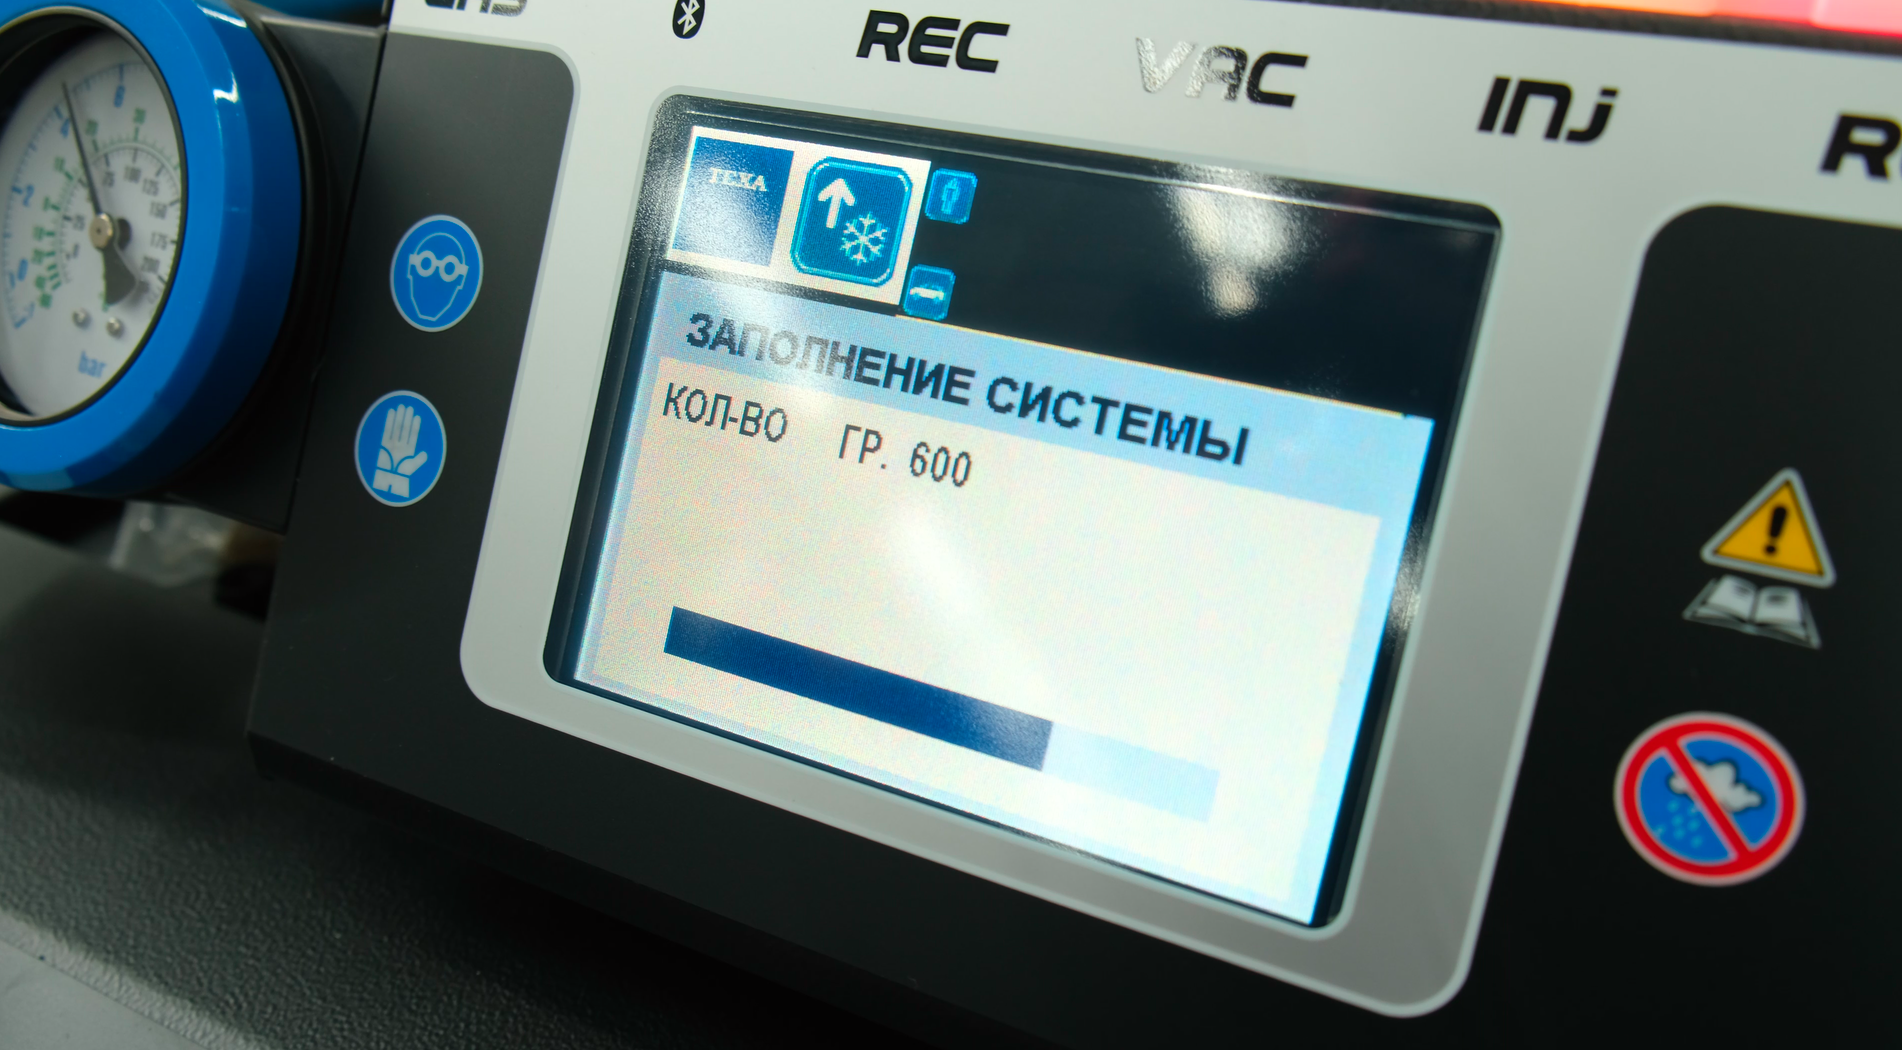 REC
VAC
INJ
TEXA
ЗАПОЛНЕНИЕ СИСТЕМЫ
КОЛ-ВО ГР. 600
bar